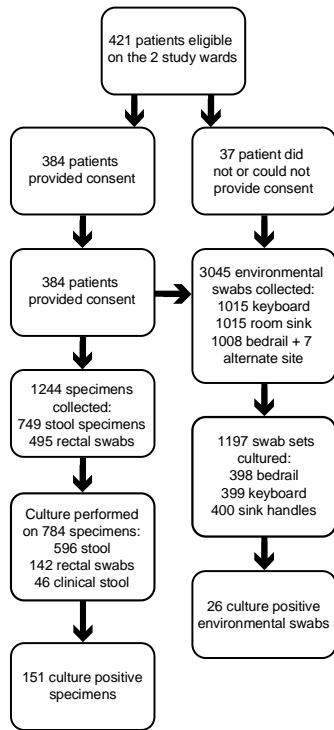 421 patients eligible
on the 2 study wards
384 patients
provided consent
37 patient did
not or could not
provide consent
384 patients
provided consent
3045 environmental
swabs collected:
1015 keyboard
1015 room sink
1008 bedrail + 7
alternate site
1244 specimens
collected:
749 stool specimens
495 rectal swabs
1197 swab sets
cultured:
398 bedrail
399 keyboard
400 sink handles
Culture performed
on 784 specimens:
596 stool
142 rectal swabs
46 clinical stool
26 culture positive
environmental swabs
151 culture positive
specimens